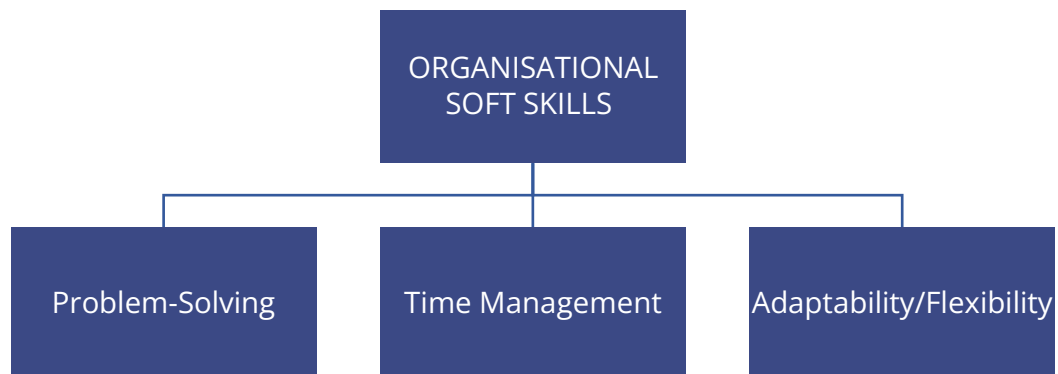 ORGANISATIONAL
SOFT SKILLS
Problem-Solving
Time Management
Adaptability/Flexibility